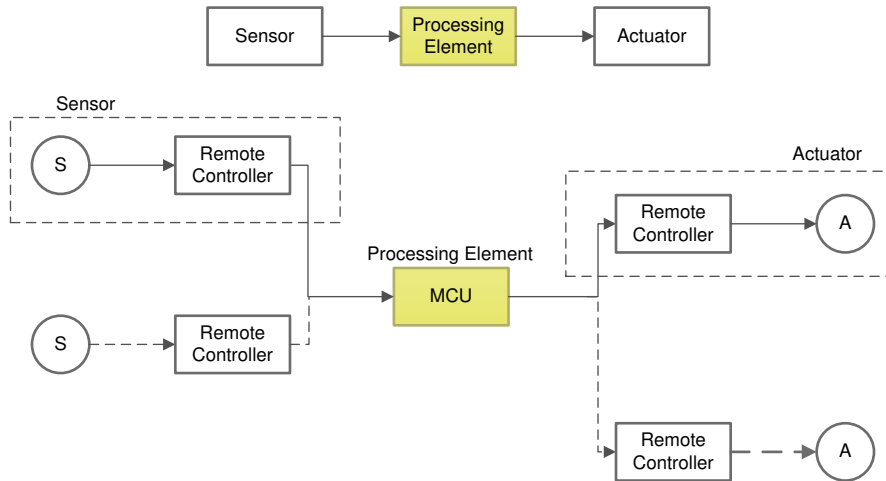 Sensor
Processing
Element
Actuator
Sensor
S
Remote
Controller
Actuator
Remote
Controller
A
Processing Element
MCU
S
Remote
Controller
Remote
Controller
A